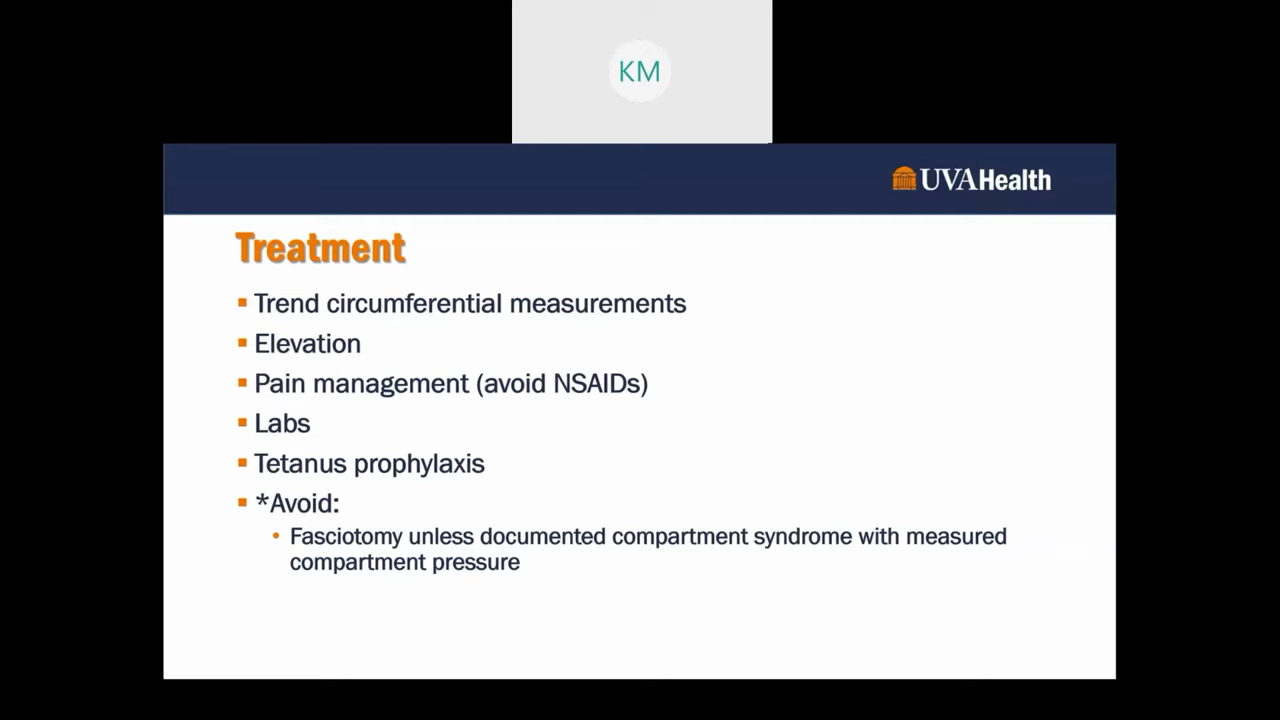 KM
UVAHealth
Treatment
Trend circumferential measurements
Elevation
Pain management (avoid NSAIDs)
Labs
Tetanus prophylaxis
*Avoid:
Fasciotomy unless documented compartment syndrome with measured
compartment pressure